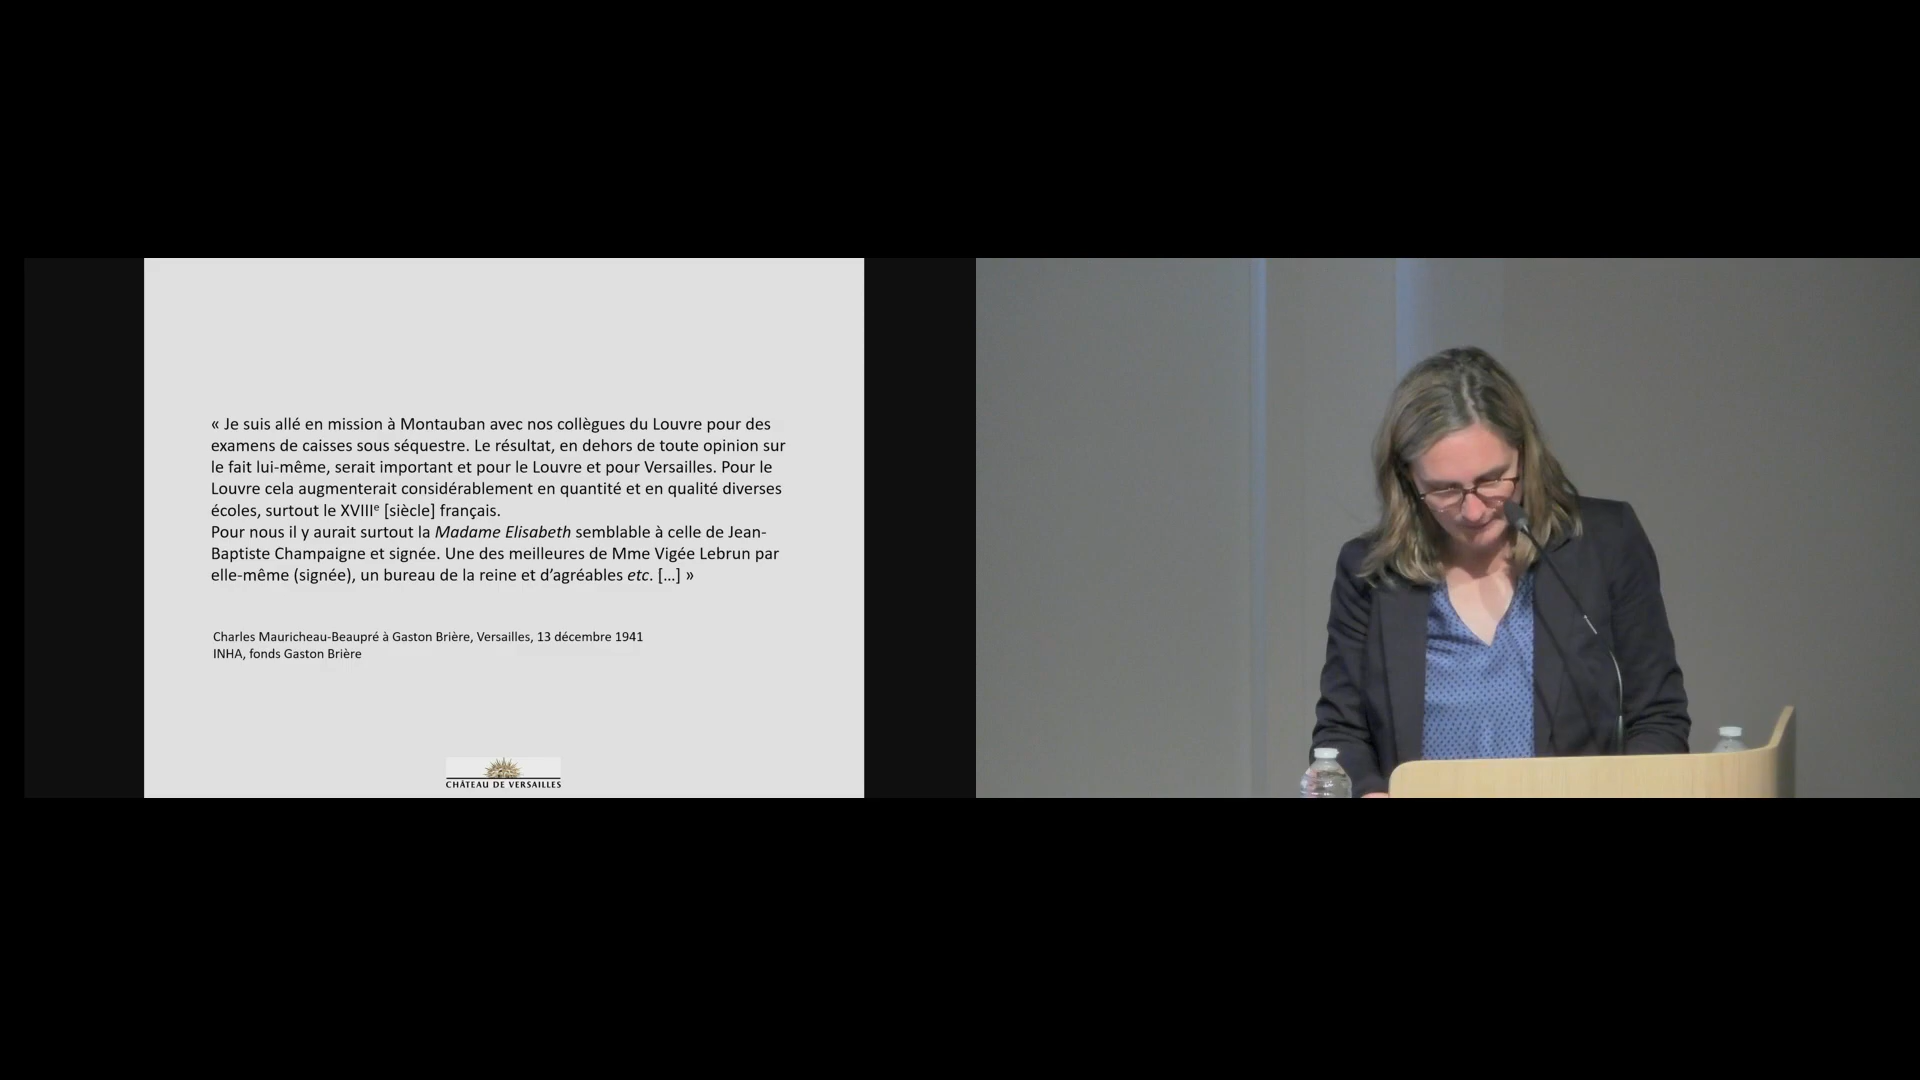 « Je suis allé en mission à Montauban avec nos collègues du Louvre pour des
examens de caisses sous séquestre. Le résultat, en dehors de toute opinion sur
le fait lui-même, serait important et pour le Louvre et pour Versailles. Pour le
Louvre cela augmenterait considérablement en quantité et en qualité diverses
écoles, surtout le XVIIIᵉ [siècle] français.
Pour nous il y aurait surtout la Madame Elisabeth semblable à celle de Jean-
Baptiste Champaigne et signée. Une des meilleures de Mme Vigée Lebrun par
elle-même (signée), un bureau de la reine et d’agréables etc. […] »
Charles Mauricheau-Beaupré à Gaston Brière, Versailles, 13 décembre 1941
INHA, fonds Gaston Brière
CHÂTEAU DE VERSAILLES